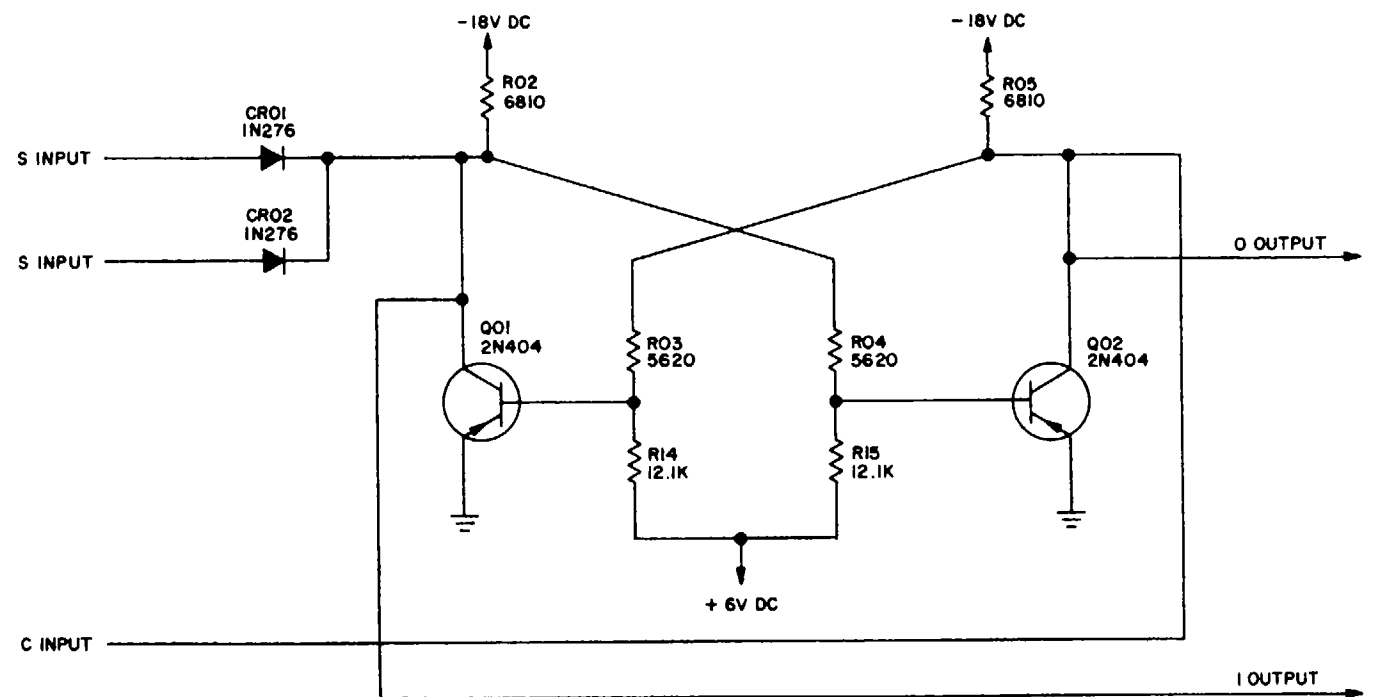 -18V DC
-18V DC
R02
6810
R05
6810
CR01
1N276
S INPUT
CR02
1N276
S INPUT
0 OUTPUT
Q01
2N404
R03
5620
R04
5620
Q02
2N404
R14
12.1K
R15
12.1K
+ 6V DC
C INPUT
1 OUTPUT